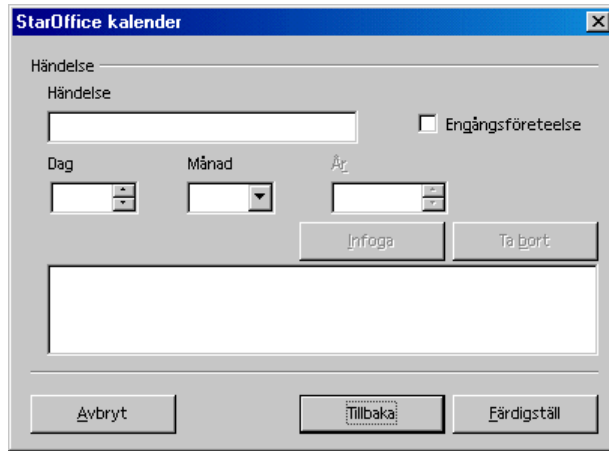 StarOffice kalender
Händelse
Händelse
Engångsföreteelse
Dag Månad År
Infoga Ta bort
Avbryt Tillbaka Färdigställ